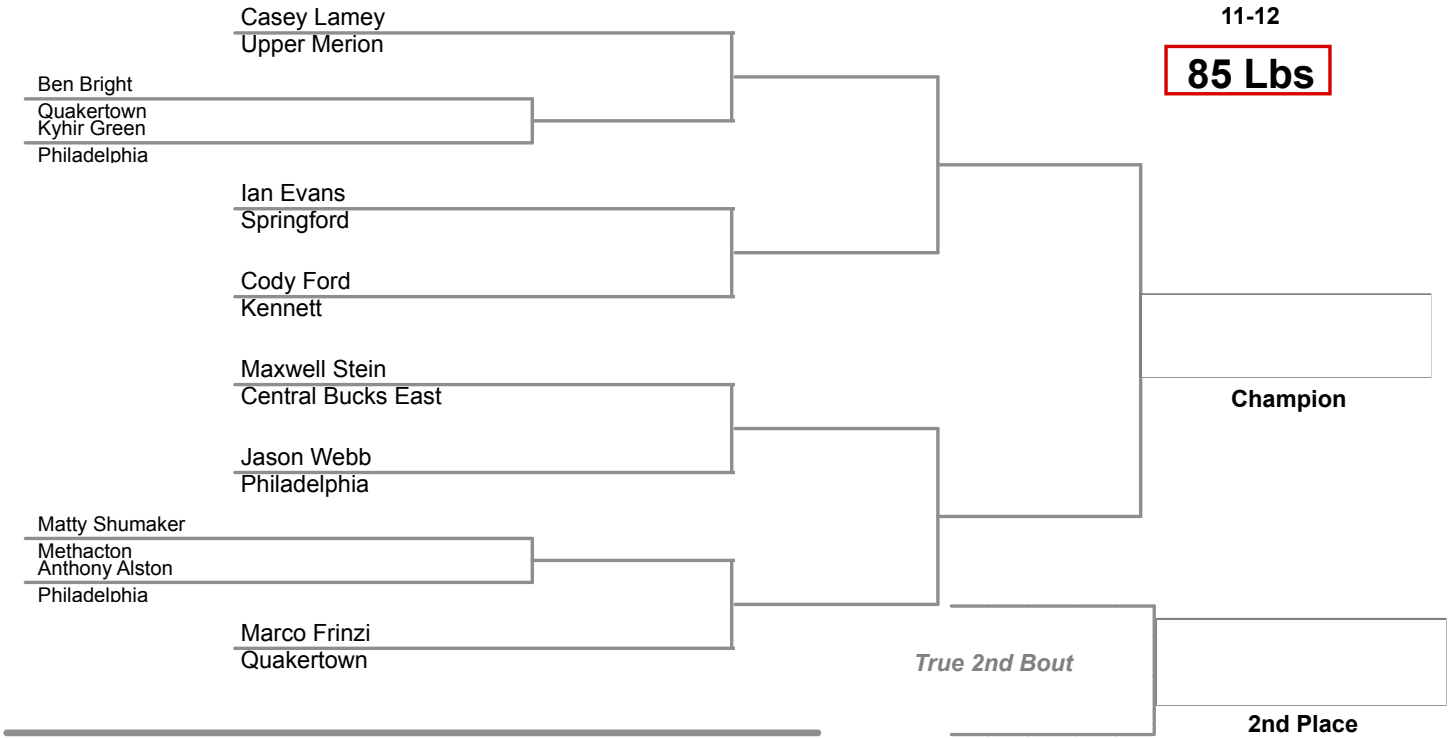 Casey Lamey
Upper Merion
11-12
85 Lbs
Ben Bright
Quakertown
Kyhir Green
Philadelphia
Ian Evans
Springford
Cody Ford
Kennett
Maxwell Stein
Central Bucks East
Champion
Jason Webb
Philadelphia
Matty Shumaker
Methacton
Anthony Alston
Philadelphia
Marco Frinzi
Quakertown
True 2nd Bout
2nd Place